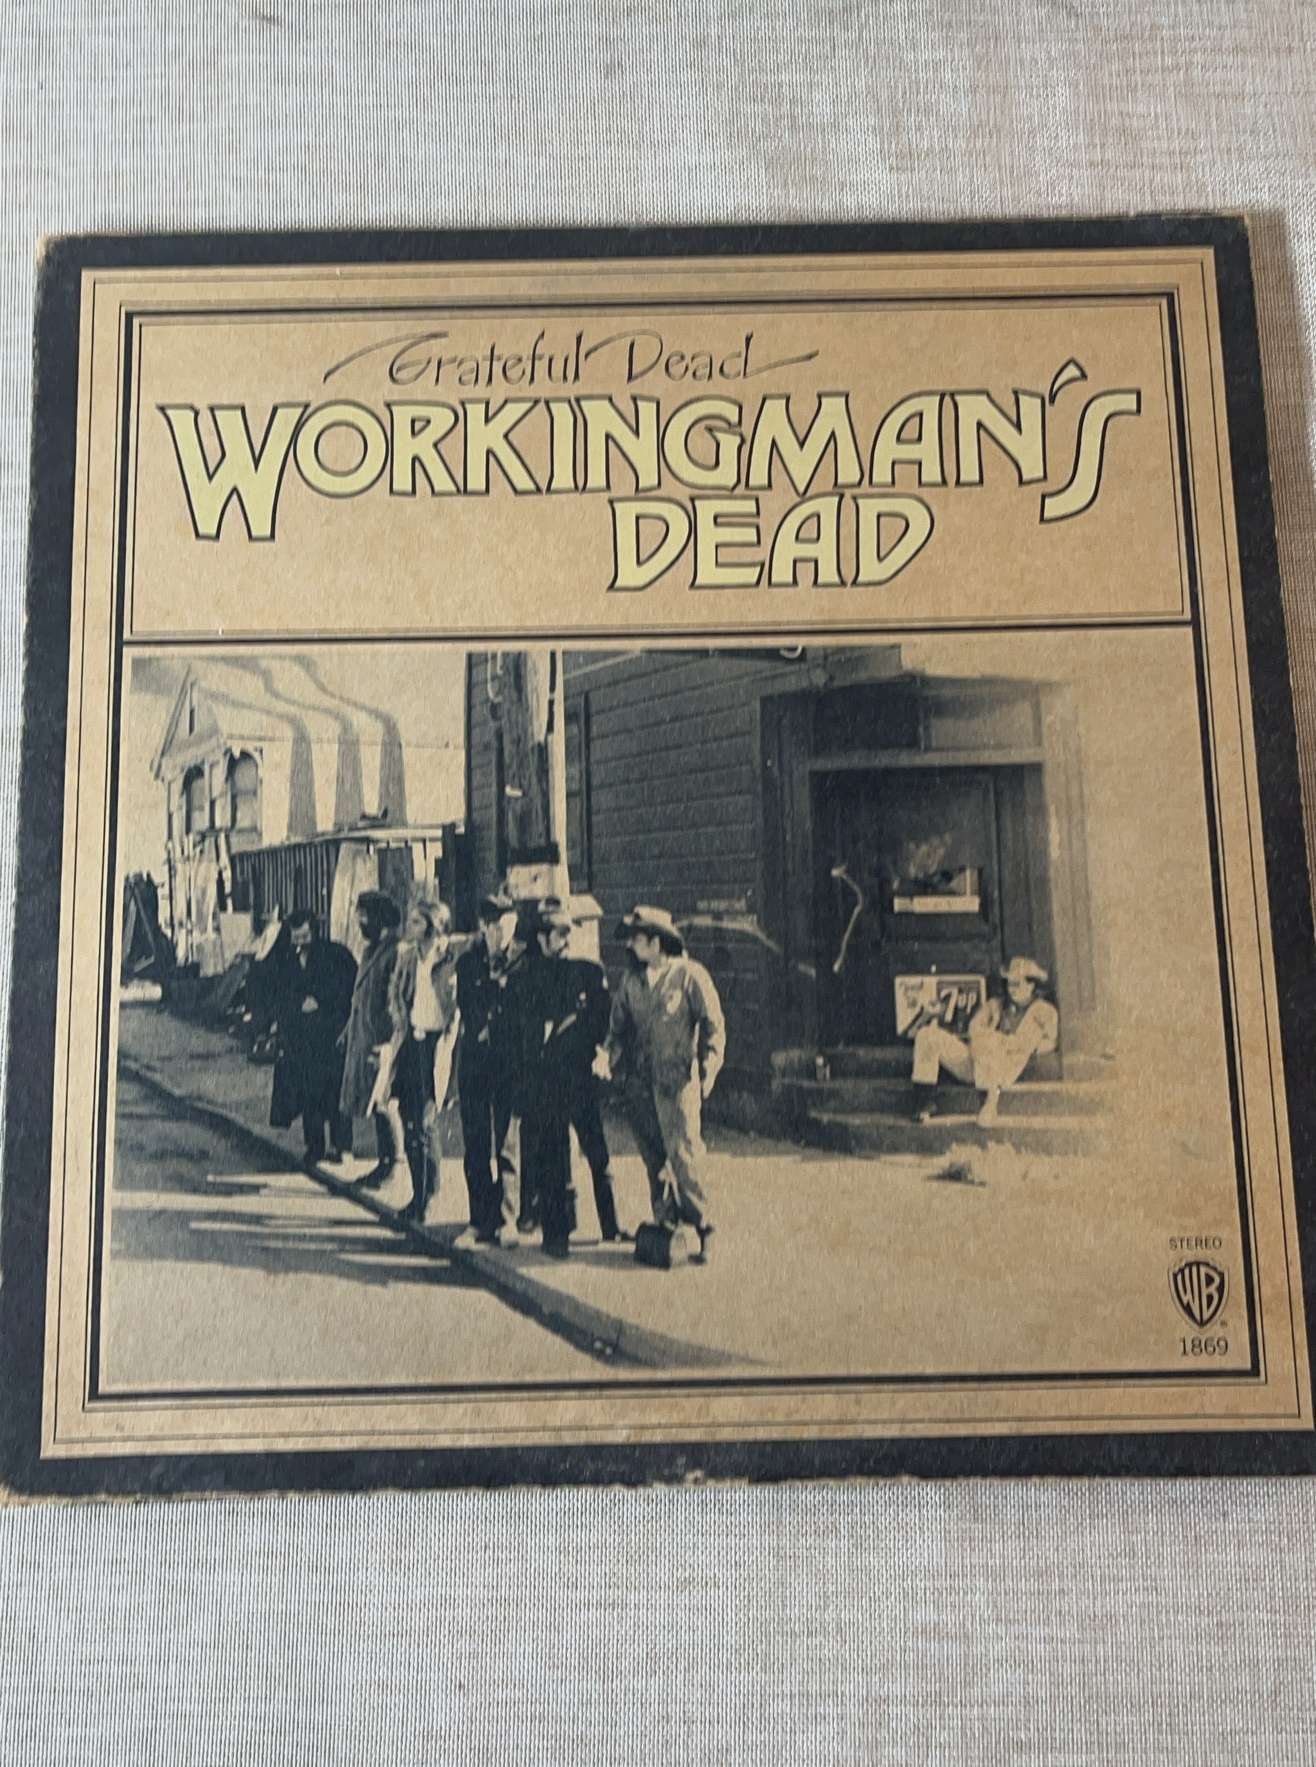 Grateful Dead
WORKINGMAN'S
DEAD
7up
STEREO
WB
1869